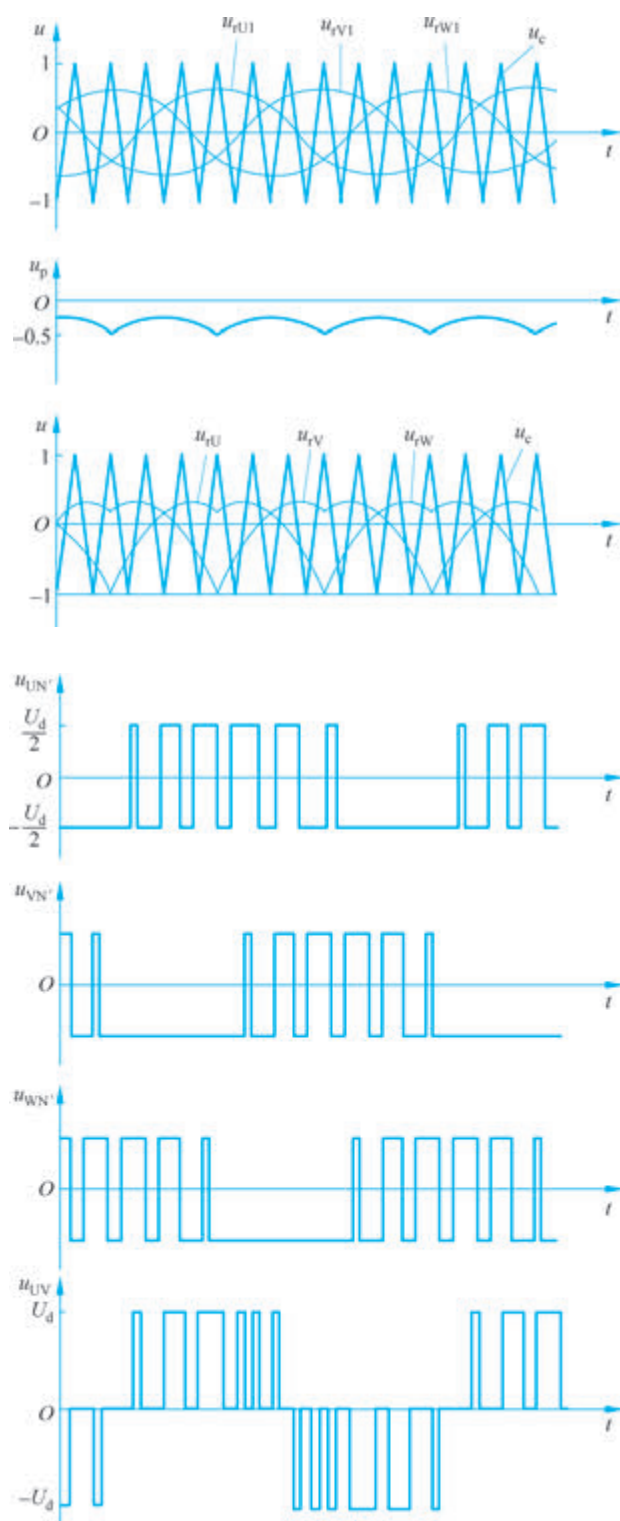 u
u_rU1
u_rV1
u_rW1
u_c
1
O
t
−1
u_p
O
−0.5
t
u
u_rU
u_rV
u_rW
u_c
1
O
t
−1
u_UN′
U_d/2
O
t
−U_d/2
u_VN′
O
t
u_WN′
O
t
u_UV
U_d
O
t
−U_d